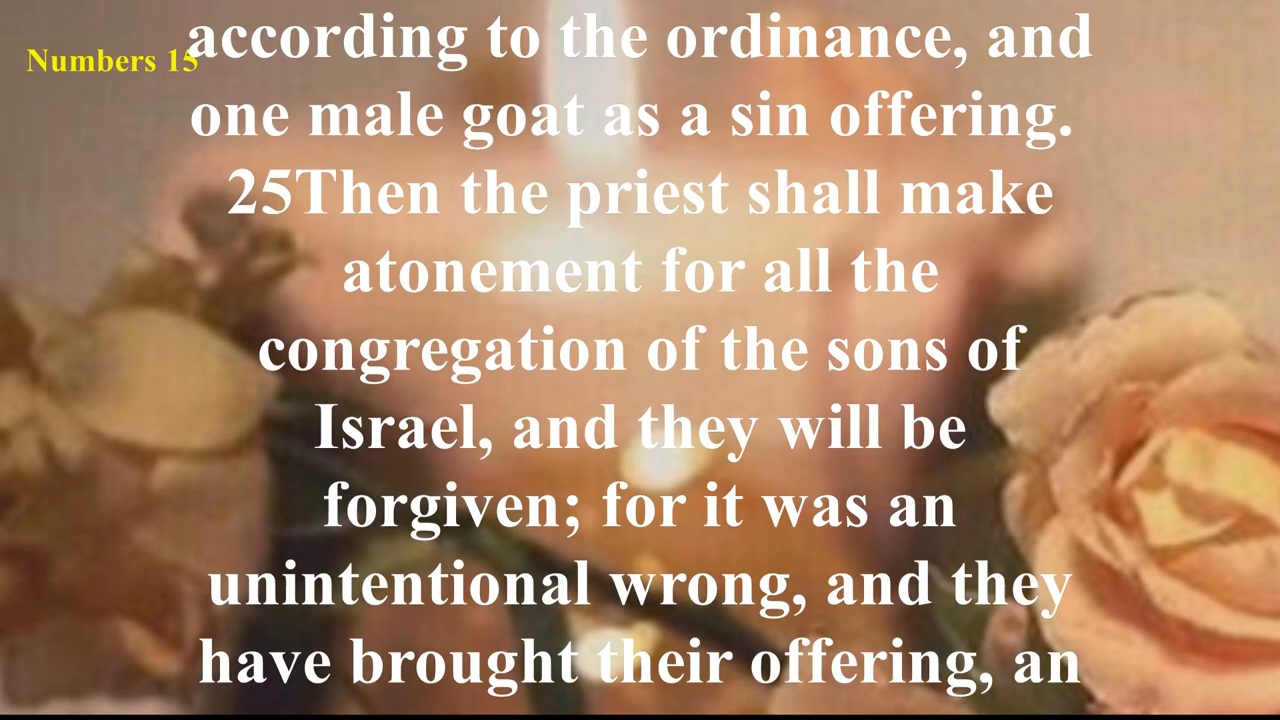 Numbers 15
according to the ordinance, and
one male goat as a sin offering.
25Then the priest shall make
atonement for all the
congregation of the sons of
Israel, and they will be
forgiven; for it was an
unintentional wrong, and they
have brought their offering, an